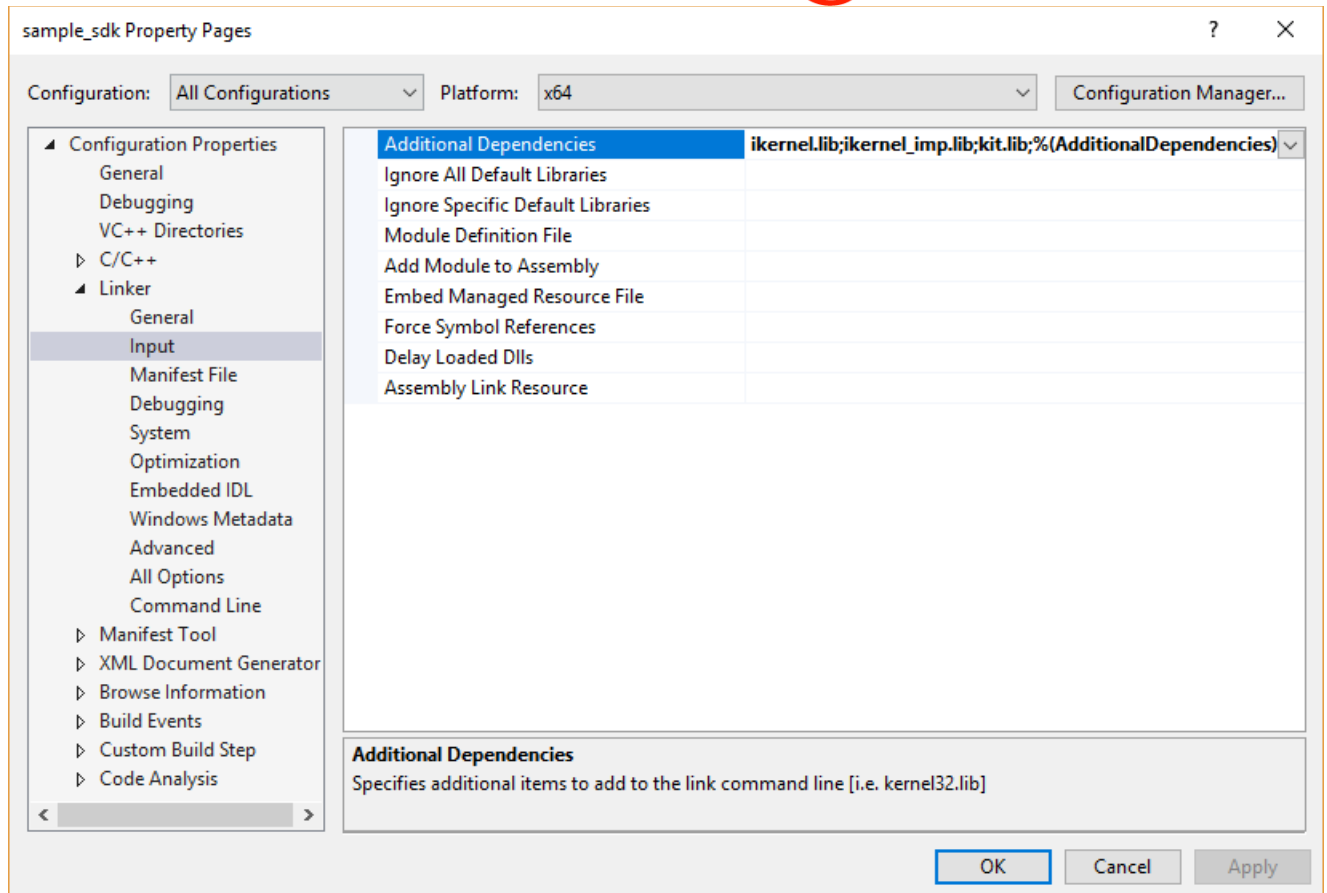 sample_sdk Property Pages
?
Configuration: All Configurations Platform: x64 Configuration Manager...
Configuration Properties
General
Debugging
VC++ Directories
C/C++
Linker
General
Input
Manifest File
Debugging
System
Optimization
Embedded IDL
Windows Metadata
Advanced
All Options
Command Line
Manifest Tool
XML Document Generator
Browse Information
Build Events
Custom Build Step
Code Analysis
Additional Dependencies ikernel.lib;ikernel_imp.lib;kit.lib;%(AdditionalDependencies)
Ignore All Default Libraries
Ignore Specific Default Libraries
Module Definition File
Add Module to Assembly
Embed Managed Resource File
Force Symbol References
Delay Loaded Dlls
Assembly Link Resource
Additional Dependencies
Specifies additional items to add to the link command line [i.e. kernel32.lib]
OK Cancel Apply